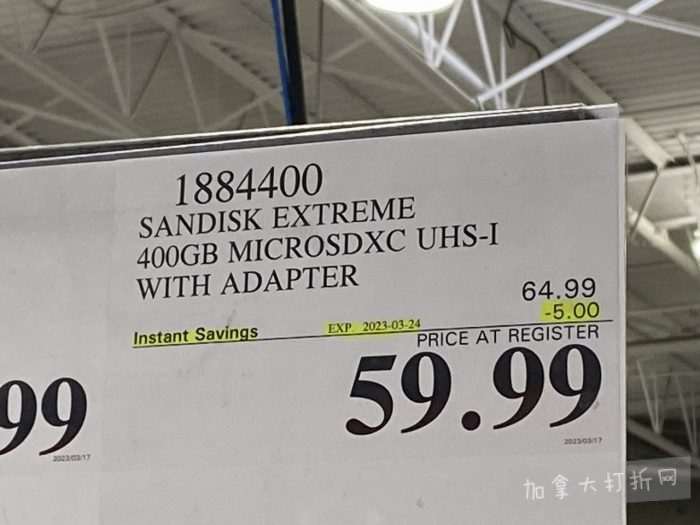 1884400
SANDISK EXTREME
400GB MICROSDXC UHS-I
WITH ADAPTER
64.99
-5.00
Instant Savings EXP. 2023-03-24
PRICE AT REGISTER
59.99
2023/03/17
99
2023/03/17
加拿大打折网